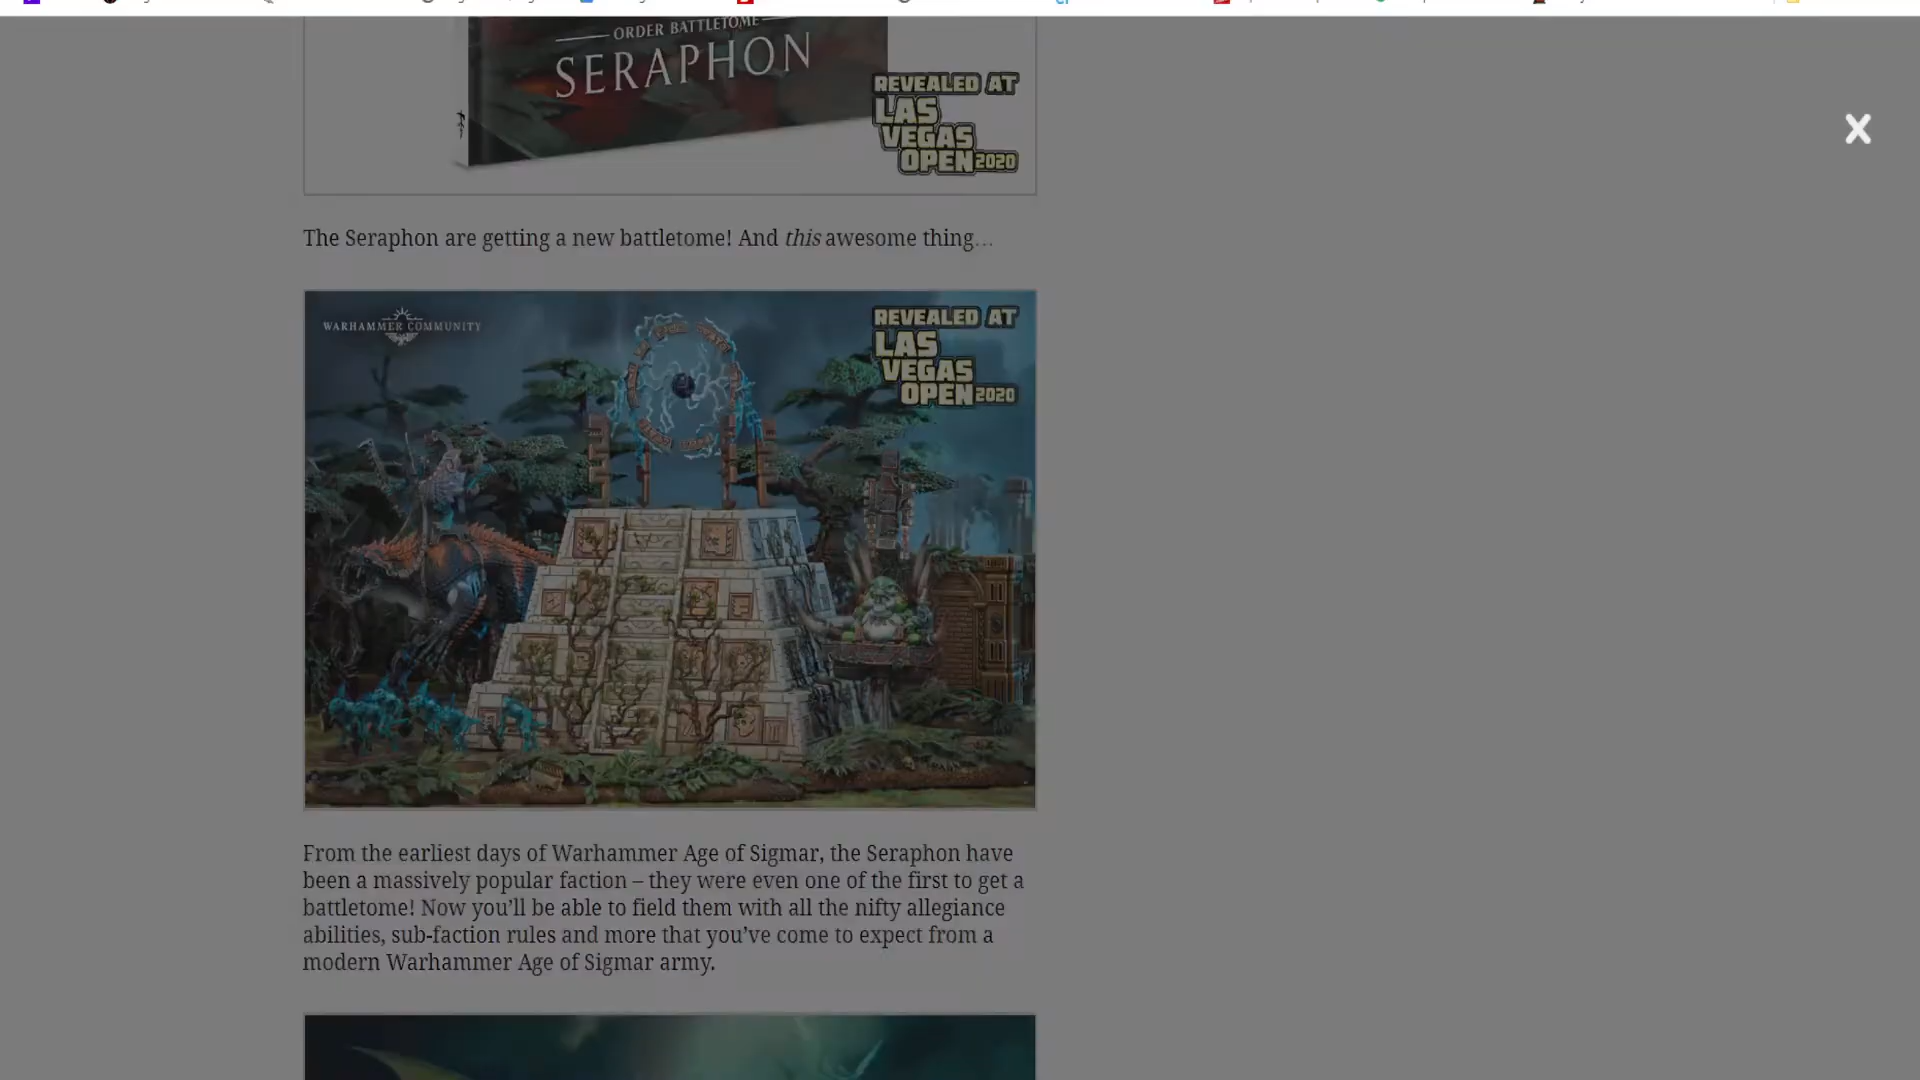 ORDER BATTLETOME
SERAPHON
REVEALED AT
LAS
VEGAS
OPEN 2020
The Seraphon are getting a new battletome! And this awesome thing…
WARHAMMER COMMUNITY
REVEALED AT
LAS
VEGAS
OPEN 2020
From the earliest days of Warhammer Age of Sigmar, the Seraphon have
been a massively popular faction – they were even one of the first to get a
battletome! Now you’ll be able to field them with all the nifty allegiance
abilities, sub-faction rules and more that you’ve come to expect from a
modern Warhammer Age of Sigmar army.